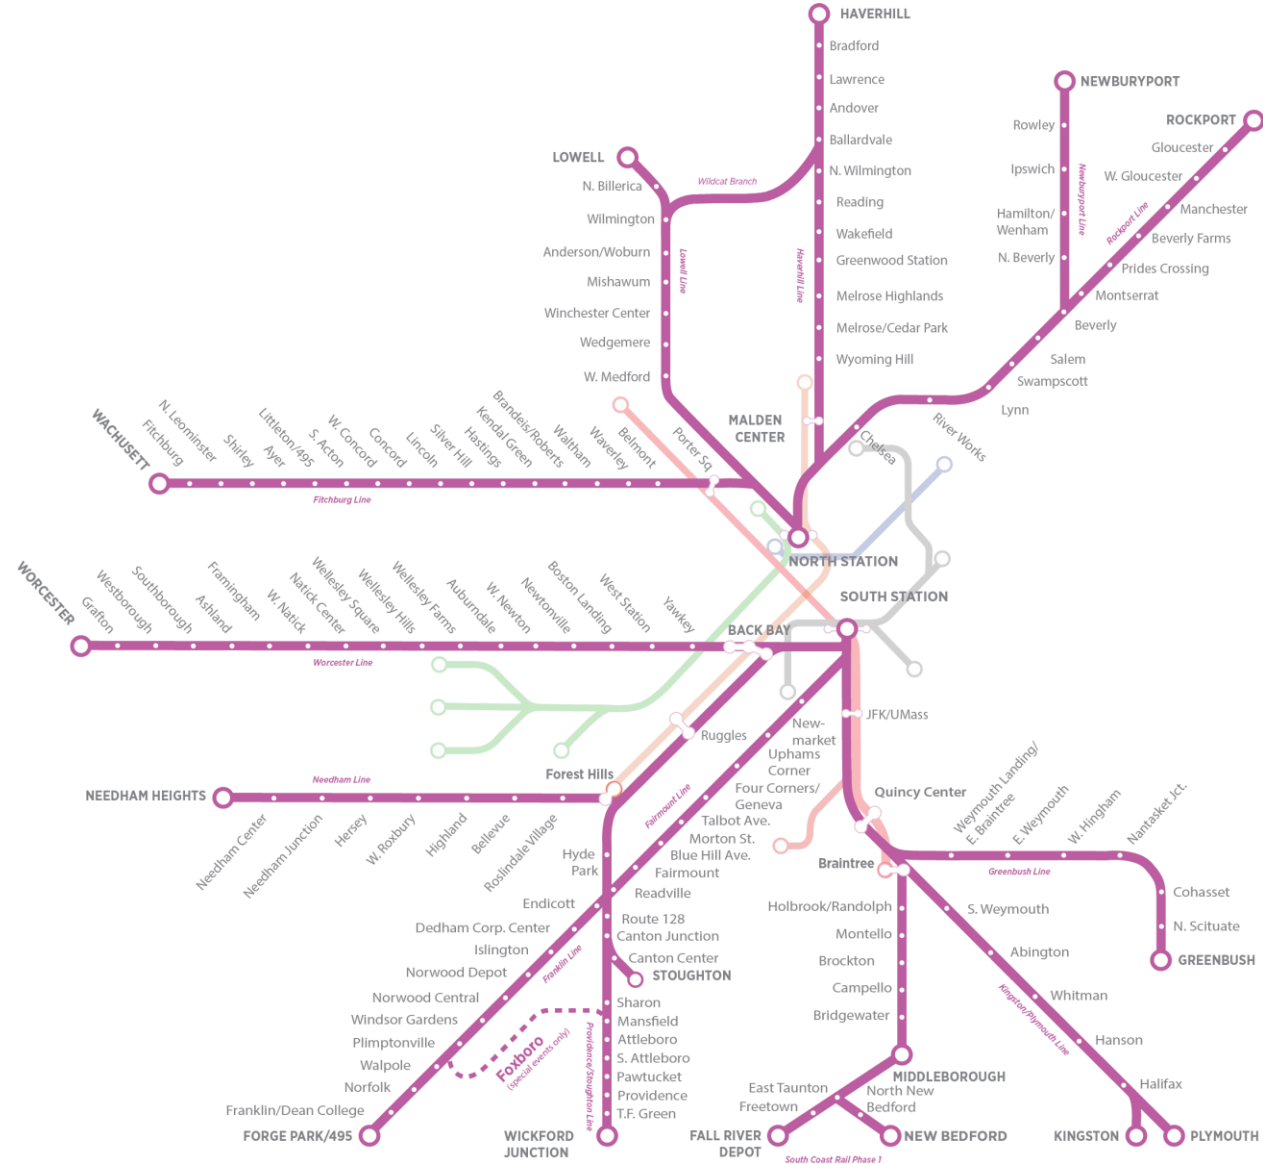 HAVERHILL
Bradford
Lawrence
Andover
Ballardvale
N. Wilmington
Reading
Wakefield
Greenwood Station
Melrose Highlands
Melrose/Cedar Park
Wyoming Hill
Haverhill Line
MALDEN
CENTER
NEWBURYPORT
Rowley
Ipswich
Hamilton/
Wenham
N. Beverly
Newburyport Line
ROCKPORT
Gloucester
W. Gloucester
Manchester
Beverly Farms
Prides Crossing
Montserrat
Rockport Line
Beverly
Salem
Swampscott
Lynn
River Works
Chelsea
LOWELL
N. Billerica
Wilmington
Anderson/Woburn
Mishawum
Winchester Center
Wedgemere
W. Medford
Lowell Line
Wildcat Branch
WACHUSETT
Fitchburg
N. Leominster
Shirley
Ayer
Littleton/495
S. Acton
W. Concord
Concord
Lincoln
Silver Hill
Hastings
Kendal Green
Brandeis/Roberts
Waltham
Waverley
Belmont
Porter Sq
Fitchburg Line
NORTH STATION
SOUTH STATION
WORCESTER
Grafton
Westborough
Southborough
Ashland
Framingham
W. Natick
Natick Center
Wellesley Square
Wellesley Hills
Wellesley Farms
Auburndale
W. Newton
Newtonville
Boston Landing
West Station
Yawkey
BACK BAY
Worcester Line
Ruggles
Forest Hills
NEEDHAM HEIGHTS
Needham Line
Needham Center
Needham Junction
Hersey
W. Roxbury
Highland
Bellevue
Roslindale Village
New-
market
Uphams
Corner
Four Corners/
Geneva
Talbot Ave.
Morton St.
Blue Hill Ave.
Fairmount
Readville
Fairmount Line
Hyde
Park
Route 128
Canton Junction
Canton Center
STOUGHTON
Sharon
Mansfield
Attleboro
S. Attleboro
Pawtucket
Providence
T.F. Green
WICKFORD
JUNCTION
Providence/Stoughton Line
Endicott
Dedham Corp. Center
Islington
Norwood Depot
Norwood Central
Windsor Gardens
Plimptonville
Walpole
Norfolk
Franklin/Dean College
FORGE PARK/495
Franklin Line
Foxboro
(special events only)
JFK/UMass
Quincy Center
Braintree
Weymouth Landing/
E. Braintree
E. Weymouth
W. Hingham
Nantasket Jct.
Cohasset
N. Scituate
GREENBUSH
Greenbush Line
Holbrook/Randolph
Montello
Brockton
Campello
Bridgewater
MIDDLEBOROUGH
East Taunton
Freetown
FALL RIVER
DEPOT
North New
Bedford
NEW BEDFORD
South Coast Rail Phase 1
S. Weymouth
Abington
Whitman
Hanson
Halifax
KINGSTON
PLYMOUTH
Kingston/Plymouth Line